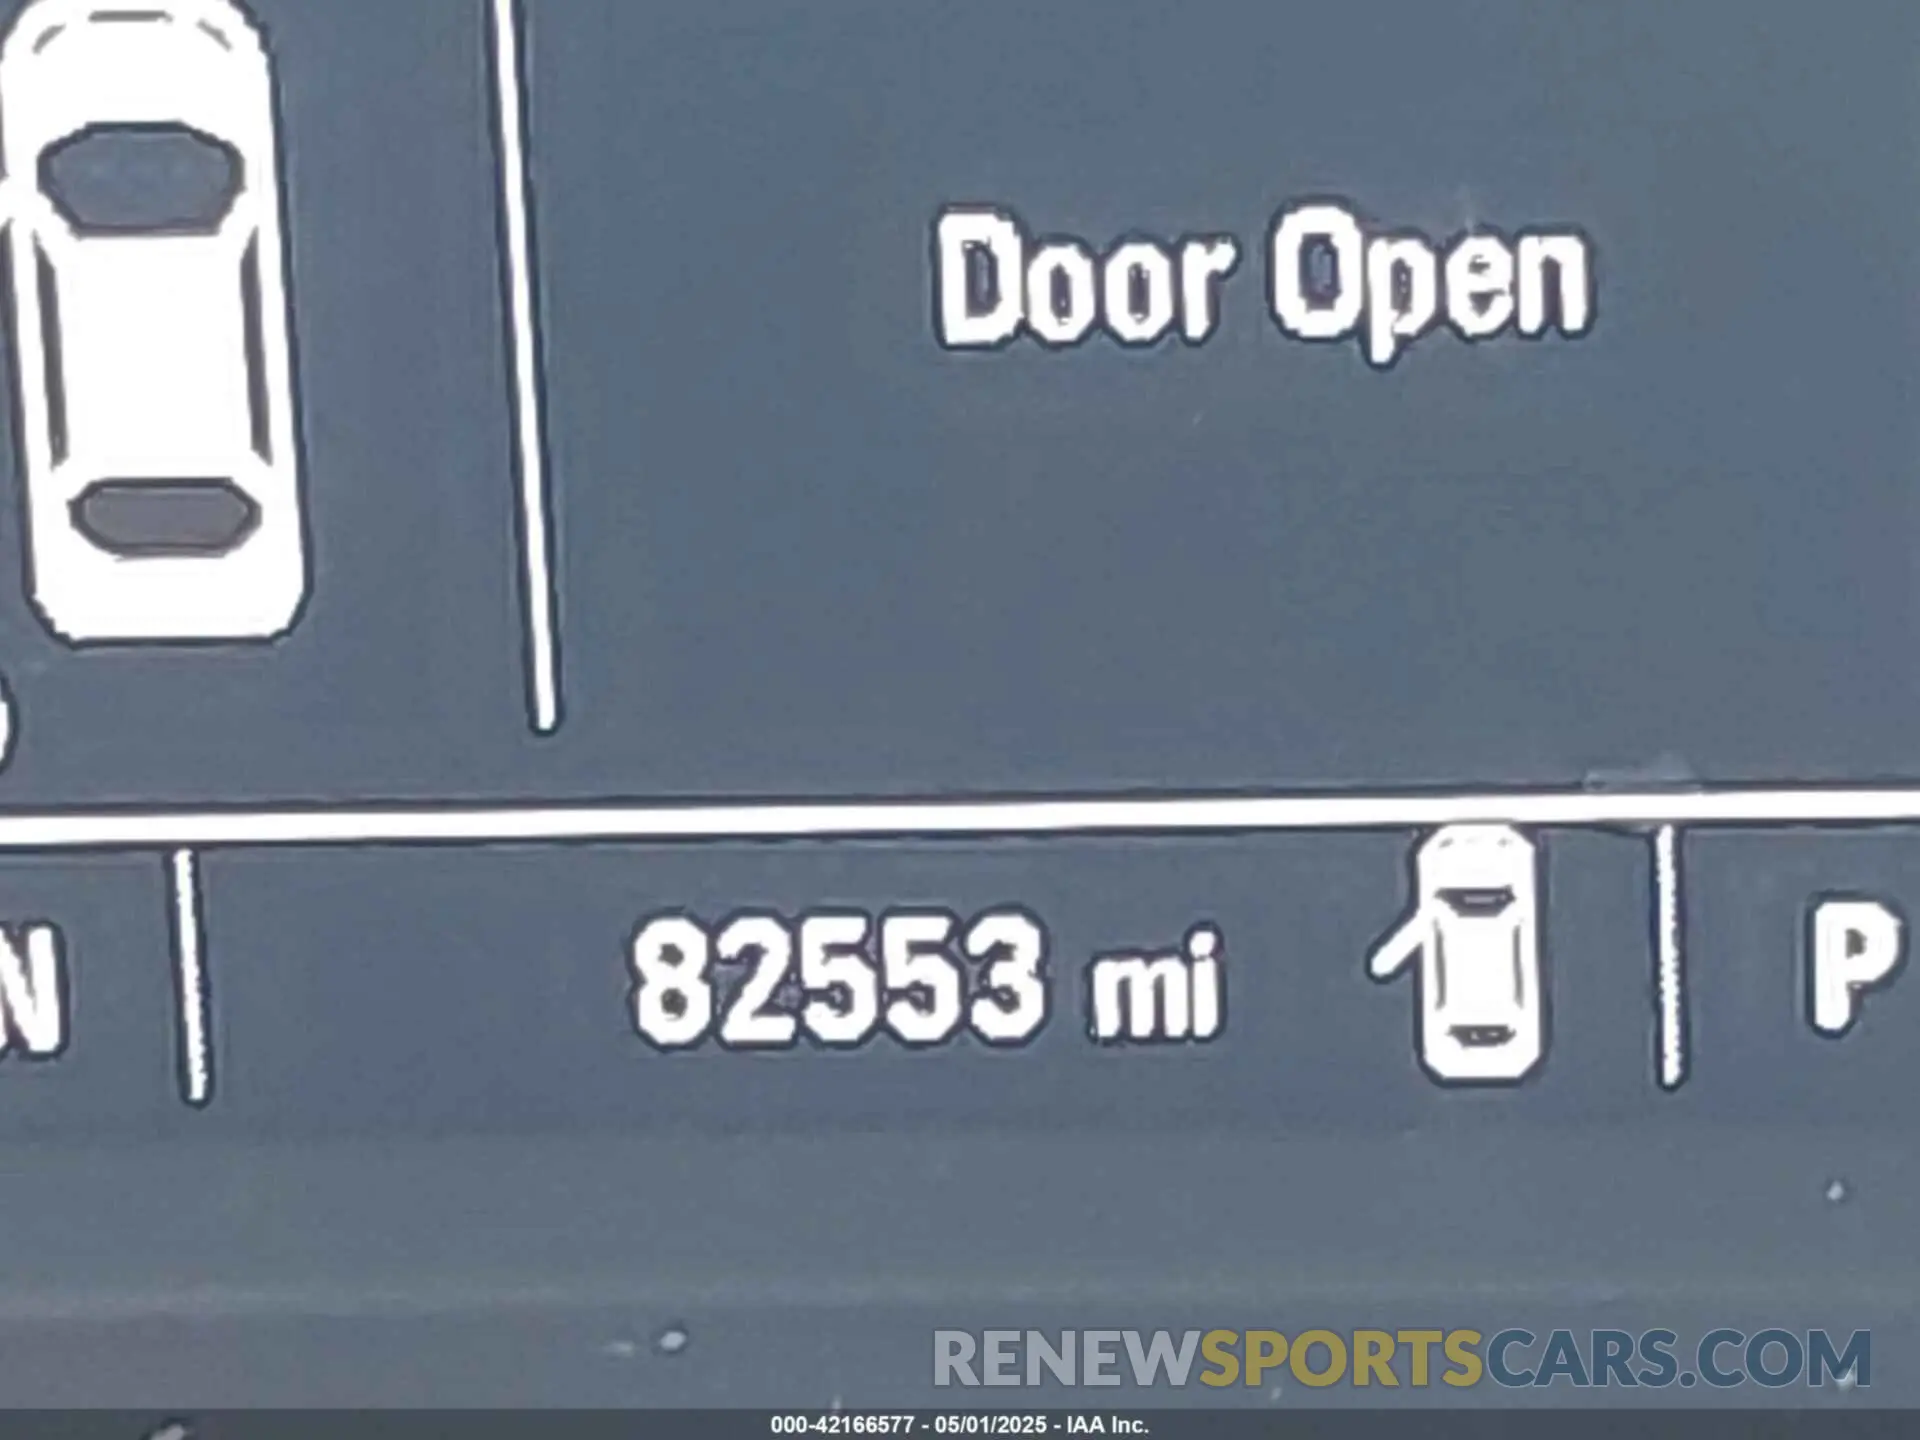 Door Open
N 82553 mi P
RENEWSPORTSCARS.COM
000-42166577 - 05/01/2025 - IAA Inc.